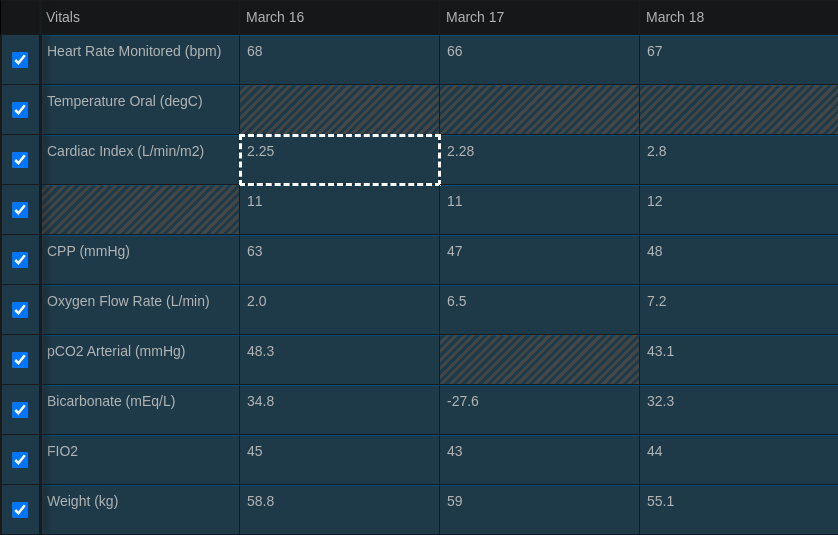 Vitals March 16 March 17 March 18
Heart Rate Monitored (bpm) 68 66 67
Temperature Oral (degC)
Cardiac Index (L/min/m2) 2.25 2.28 2.8
11 11 12
CPP (mmHg) 63 47 48
Oxygen Flow Rate (L/min) 2.0 6.5 7.2
pCO2 Arterial (mmHg) 48.3 43.1
Bicarbonate (mEq/L) 34.8 -27.6 32.3
FIO2 45 43 44
Weight (kg) 58.8 59 55.1